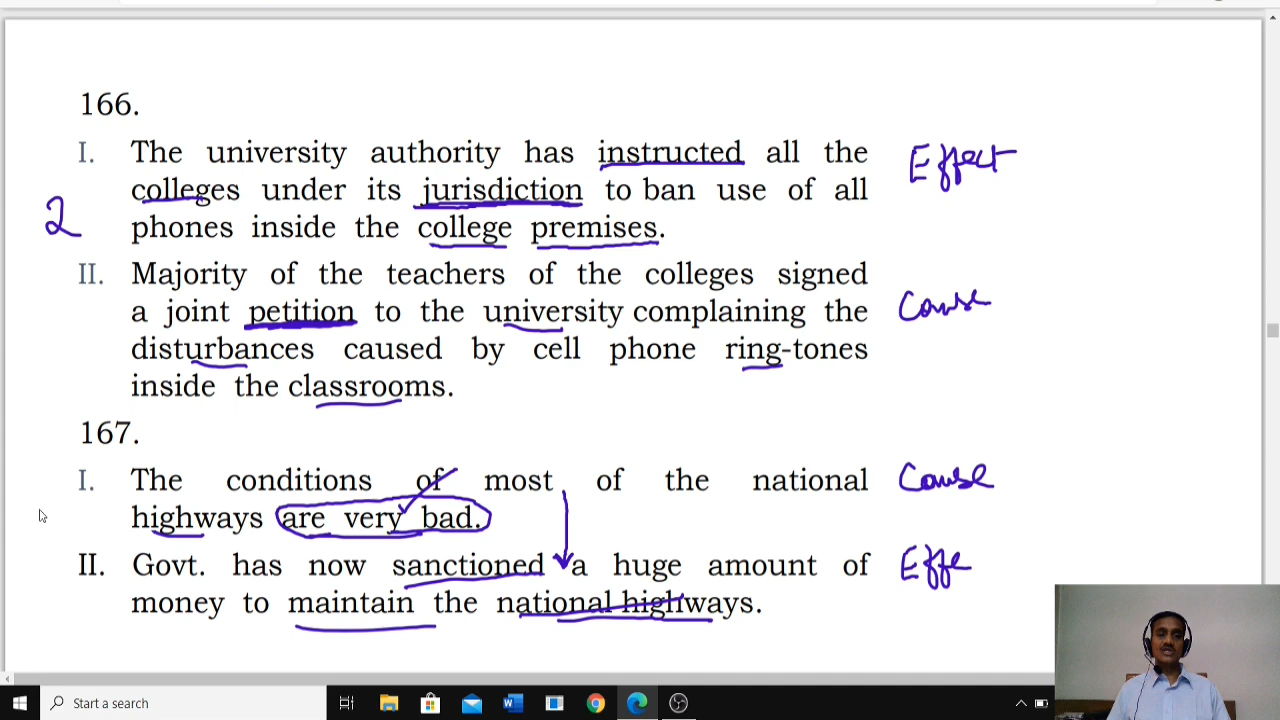 166.
I. The university authority has instructed all the Effect
colleges under its jurisdiction to ban use of all
2 phones inside the college premises.
II. Majority of the teachers of the colleges signed
a joint petition to the university complaining the Cause
disturbances caused by cell phone ring-tones
inside the classrooms.
167.
I. The conditions of most of the national Cause
highways are very bad.
II. Govt. has now sanctioned a huge amount of Effe
money to maintain the national highways.
Start a search